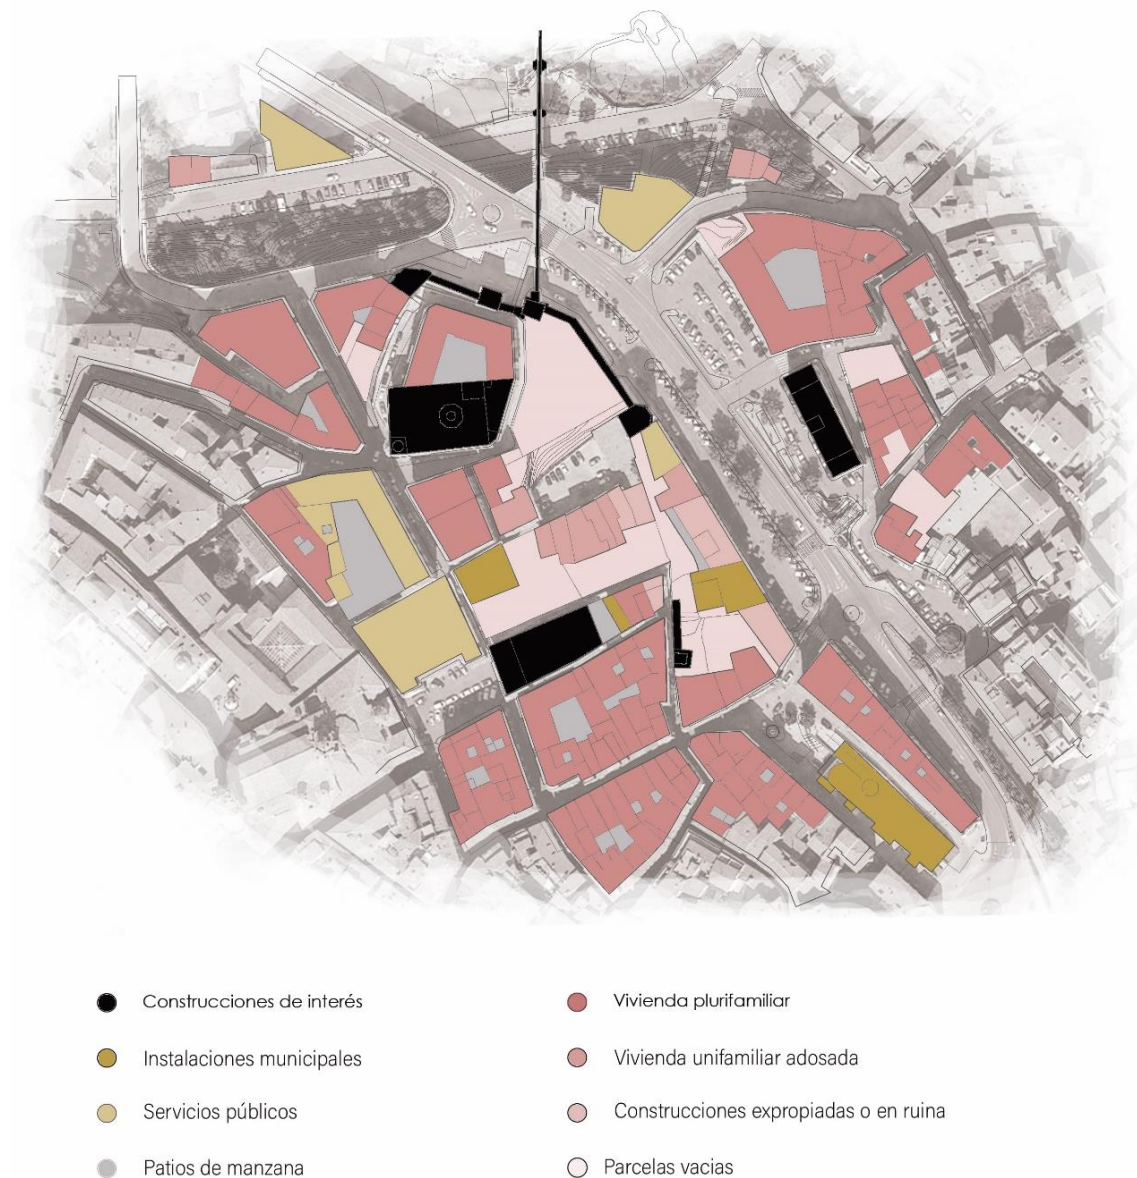 Construcciones de interés
Vivienda plurifamiliar
Instalaciones municipales
Vivienda unifamiliar adosada
Servicios públicos
Construcciones expropiadas o en ruina
Patios de manzana
Parcelas vacias